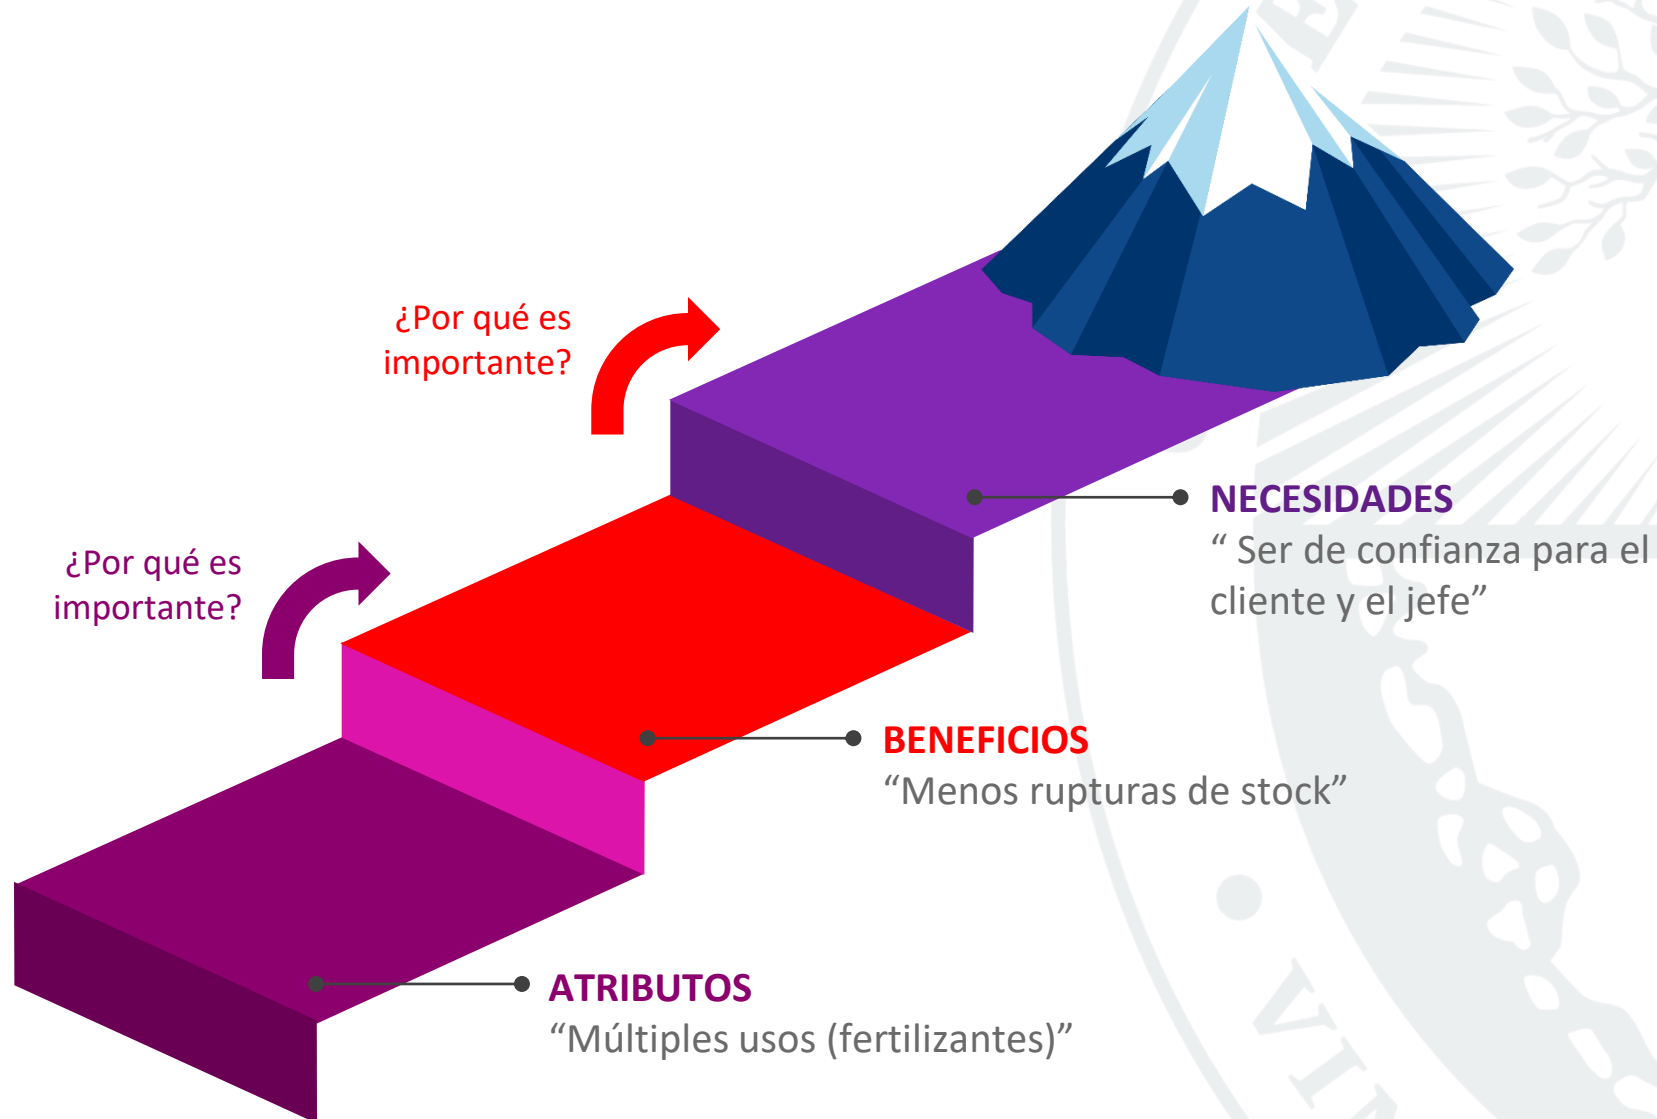 ¿Por qué es
importante?
¿Por qué es
importante?
NECESIDADES
“ Ser de confianza para el
cliente y el jefe”
BENEFICIOS
“Menos rupturas de stock”
ATRIBUTOS
“Múltiples usos (fertilizantes)”